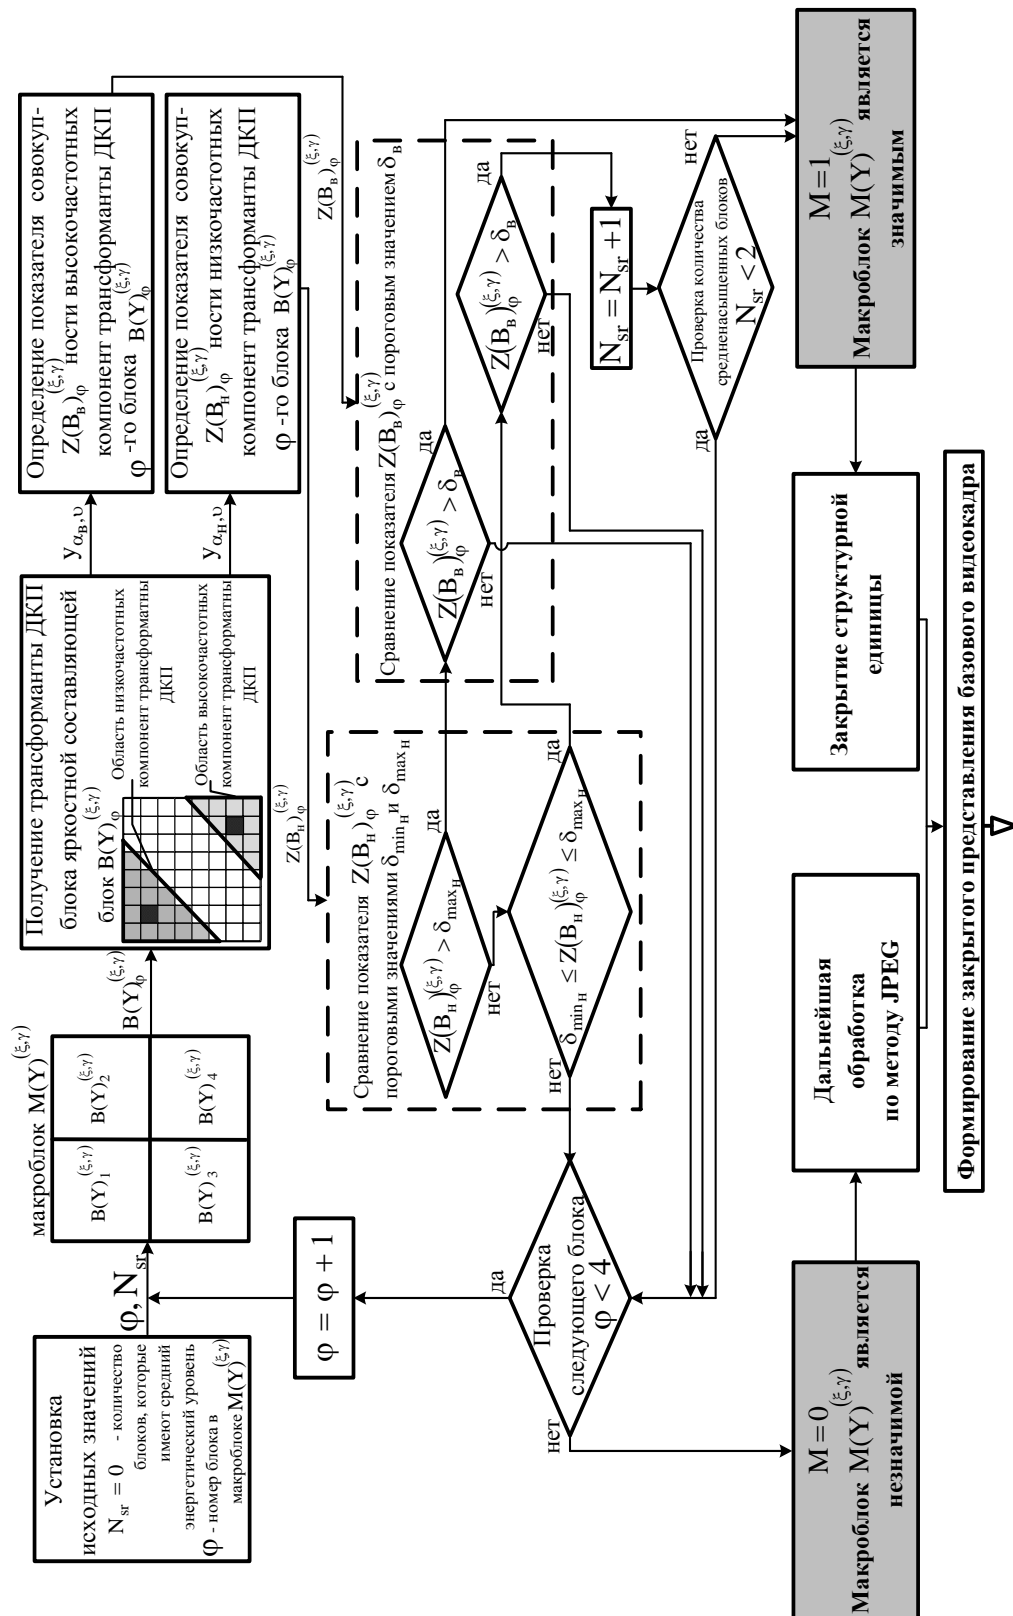 Установка
исходных значений
N_sr = 0 - количество
блоков, которые
имеют средний
энергетический уровень
φ - номер блока в
макроблоке M(Y)^(ξ,γ)
φ, N_sr
макроблок M(Y)^(ξ,γ)
B(Y)_1^(ξ,γ)
B(Y)_2^(ξ,γ)
B(Y)_3^(ξ,γ)
B(Y)_4^(ξ,γ)
B(Y)_φ^(ξ,γ)
Получение трансформанты ДКП
блока яркостной составляющей
блок B(Y)_φ^(ξ,γ)
Область низкочастотных
компонент трансформатны
ДКП
Область высокочастотных
компонент трансформатны
ДКП
y_α_в,υ
y_α_н,υ
Определение показателя совокуп-
Z(B_в)_φ^(ξ,γ) ности высокочастотных
компонент трансформанты ДКП
φ -го блока B(Y)_φ^(ξ,γ)
Определение показателя совокуп-
Z(B_н)_φ^(ξ,γ) ности низкочастотных
компонент трансформанты ДКП
φ -го блока B(Y)_φ^(ξ,γ)
Z(B_н)_φ^(ξ,γ)
Z(B_в)_φ^(ξ,γ)
φ = φ + 1
Сравнение показателя Z(B_н)_φ^(ξ,γ) с
пороговыми значениями δ_min_н и δ_max_н
Z(B_н)_φ^(ξ,γ) > δ_max_н
да
нет
δ_min_н ≤ Z(B_н)_φ^(ξ,γ) ≤ δ_max_н
да
нет
Сравнение показателя Z(B_в)_φ^(ξ,γ) с пороговым значением δ_в
Z(B_в)_φ^(ξ,γ) > δ_в
да
нет
Z(B_в)_φ^(ξ,γ) > δ_в
да
нет
N_sr = N_sr + 1
Проверка количества
средненасыщенных блоков
N_sr < 2
да
нет
Проверка
следующего блока
φ < 4
да
нет
M = 0
Макроблок M(Y)^(ξ,γ) является
незначимой
M = 1
Макроблок M(Y)^(ξ,γ) является
значимым
Дальнейшая
обработка
по методу JPEG
Закрытие структурной
единицы
Формирование закрытого представления базового видеокадра